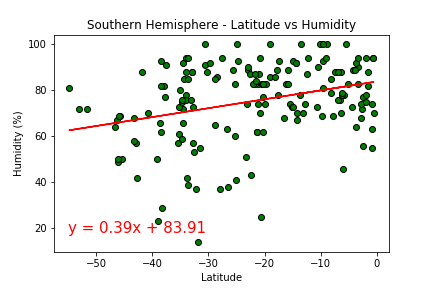 Southern Hemisphere - Latitude vs Humidity
100
80
60
40
20
Humidity (%)
y = 0.39x + 83.91
−50
−40
−30
−20
−10
0
Latitude